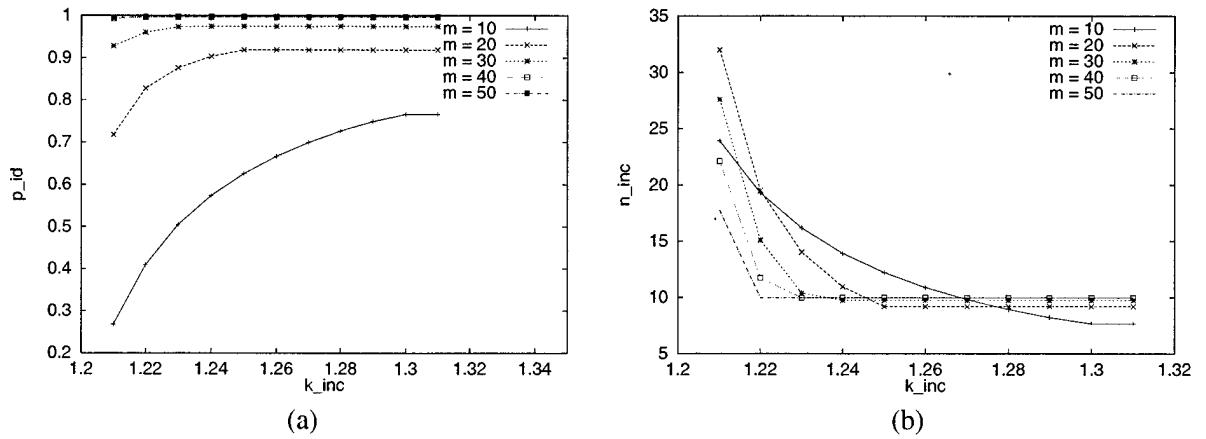 1
0.9
0.8
0.7
0.6
0.5
0.4
0.3
0.2
p_id
1.2
1.22
1.24
1.26
1.28
1.3
1.32
1.34
k_inc
m = 10
m = 20
m = 30
m = 40
m = 50
(a)
35
30
25
20
15
10
5
n_inc
1.2
1.22
1.24
1.26
1.28
1.3
1.32
k_inc
m = 10
m = 20
m = 30
m = 40
m = 50
(b)